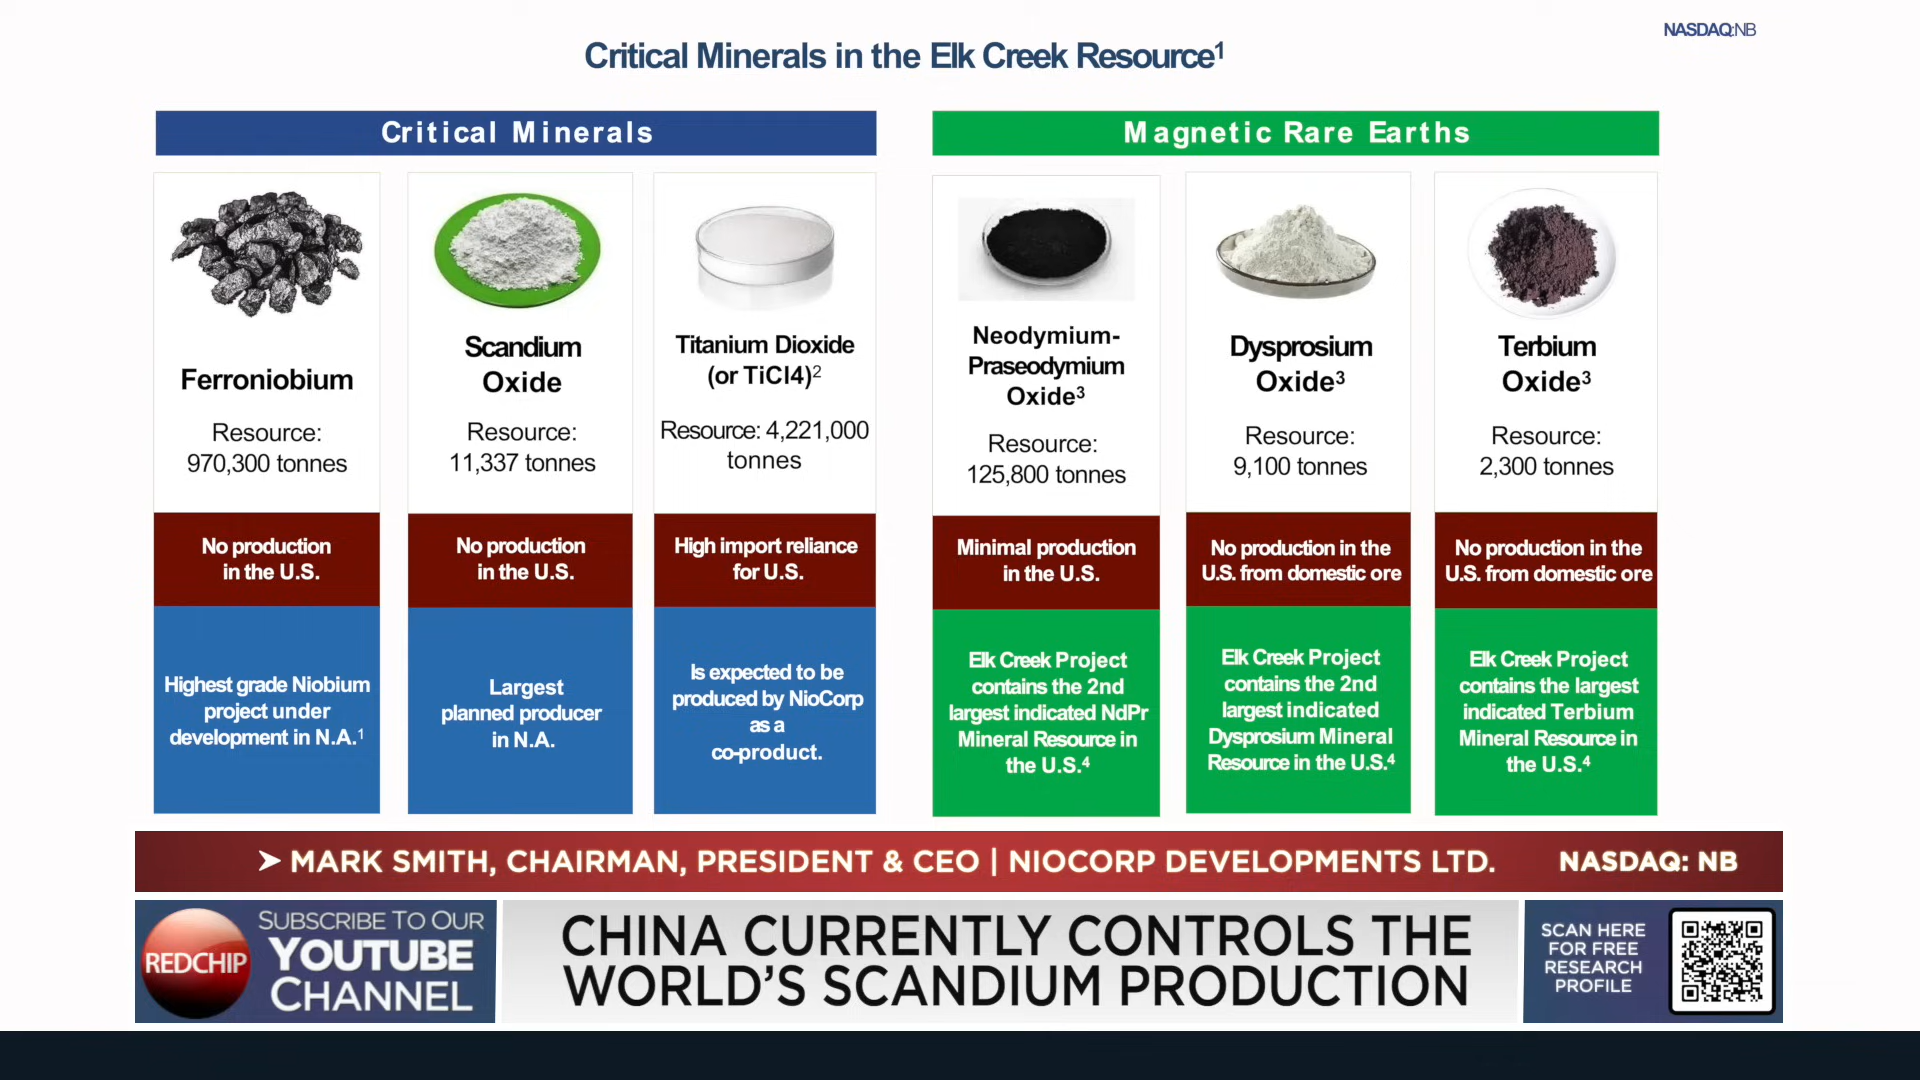 NASDAQ:NB
Critical Minerals in the Elk Creek Resource¹
Critical Minerals
Ferroniobium
Resource:
970,300 tonnes
No production
in the U.S.
Highest grade Niobium
project under
development in N.A.¹
Scandium
Oxide
Resource:
11,337 tonnes
No production
in the U.S.
Largest
planned producer
in N.A.
Titanium Dioxide
(or TiCl4)²
Resource: 4,221,000
tonnes
High import reliance
for U.S.
Is expected to be
produced by NioCorp
as a
co-product.
Magnetic Rare Earths
Neodymium-
Praseodymium
Oxide³
Resource:
125,800 tonnes
Minimal production
in the U.S.
Elk Creek Project
contains the 2nd
largest indicated NdPr
Mineral Resource in
the U.S.⁴
Dysprosium
Oxide³
Resource:
9,100 tonnes
No production in the
U.S. from domestic ore
Elk Creek Project
contains the 2nd
largest indicated
Dysprosium Mineral
Resource in the U.S.⁴
Terbium
Oxide³
Resource:
2,300 tonnes
No production in the
U.S. from domestic ore
Elk Creek Project
contains the largest
indicated Terbium
Mineral Resource in
the U.S.⁴
➤ MARK SMITH, CHAIRMAN, PRESIDENT & CEO | NIOCORP DEVELOPMENTS LTD. NASDAQ: NB
REDCHIP
SUBSCRIBE TO OUR
YOUTUBE
CHANNEL
CHINA CURRENTLY CONTROLS THE
WORLD'S SCANDIUM PRODUCTION
SCAN HERE
FOR FREE
RESEARCH
PROFILE